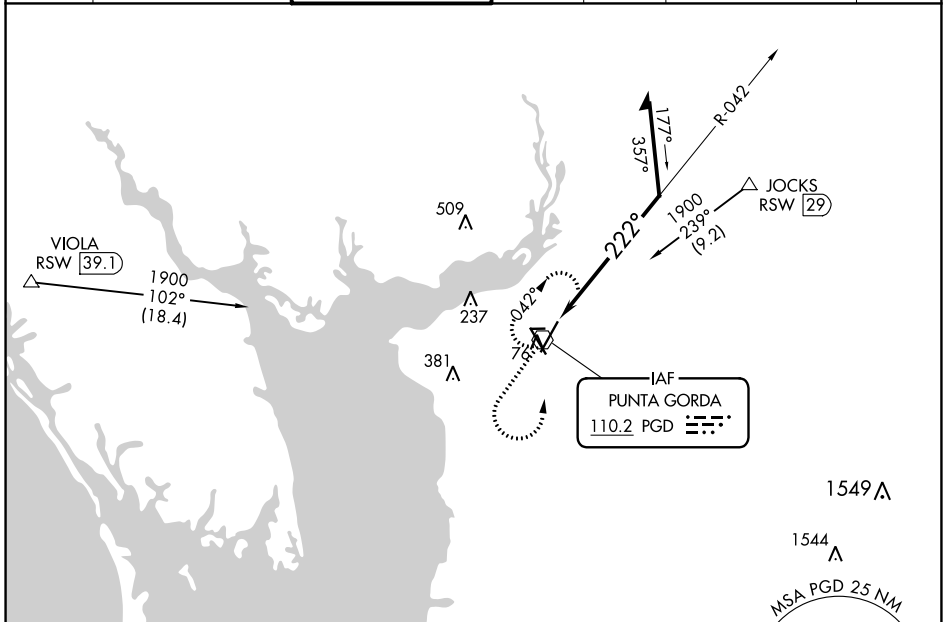 R-042
177°
357°
JOCKS
RSW 29
1900
239°
(9.2)
222°
509
VIOLA
RSW 39.1
1900
102°
(18.4)
042°
237
381
IAF
PUNTA GORDA
110.2 PGD
1549
1544
MSA PGD 25 NM